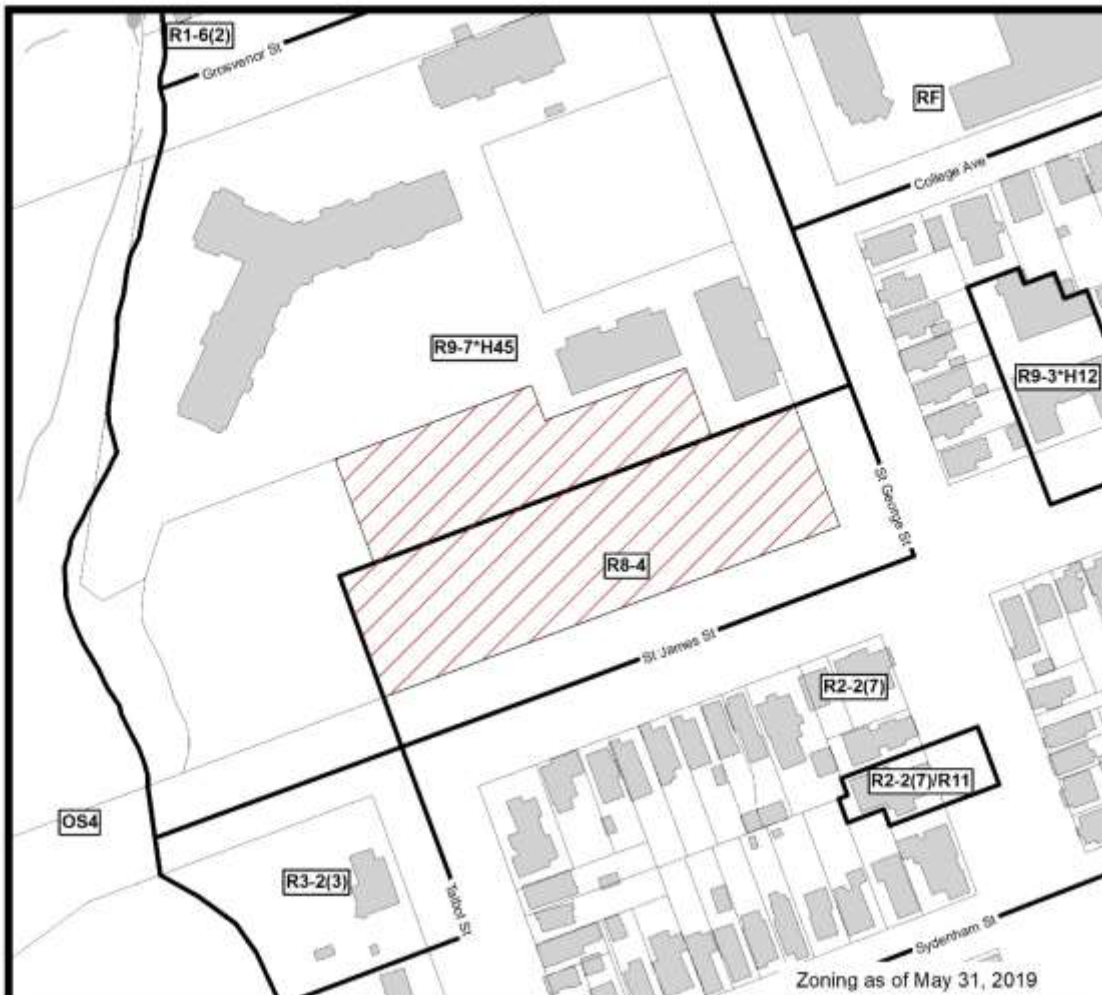 R1-6(2)
Grosvenor St
RF
College Ave
R9-7*H45
R9-3*H12
St George St
R8-4
St James St
R2-2(7)
R2-2(7)/R11
OS4
R3-2(3)
Talbot St
Sydenham St
Zoning as of May 31, 2019